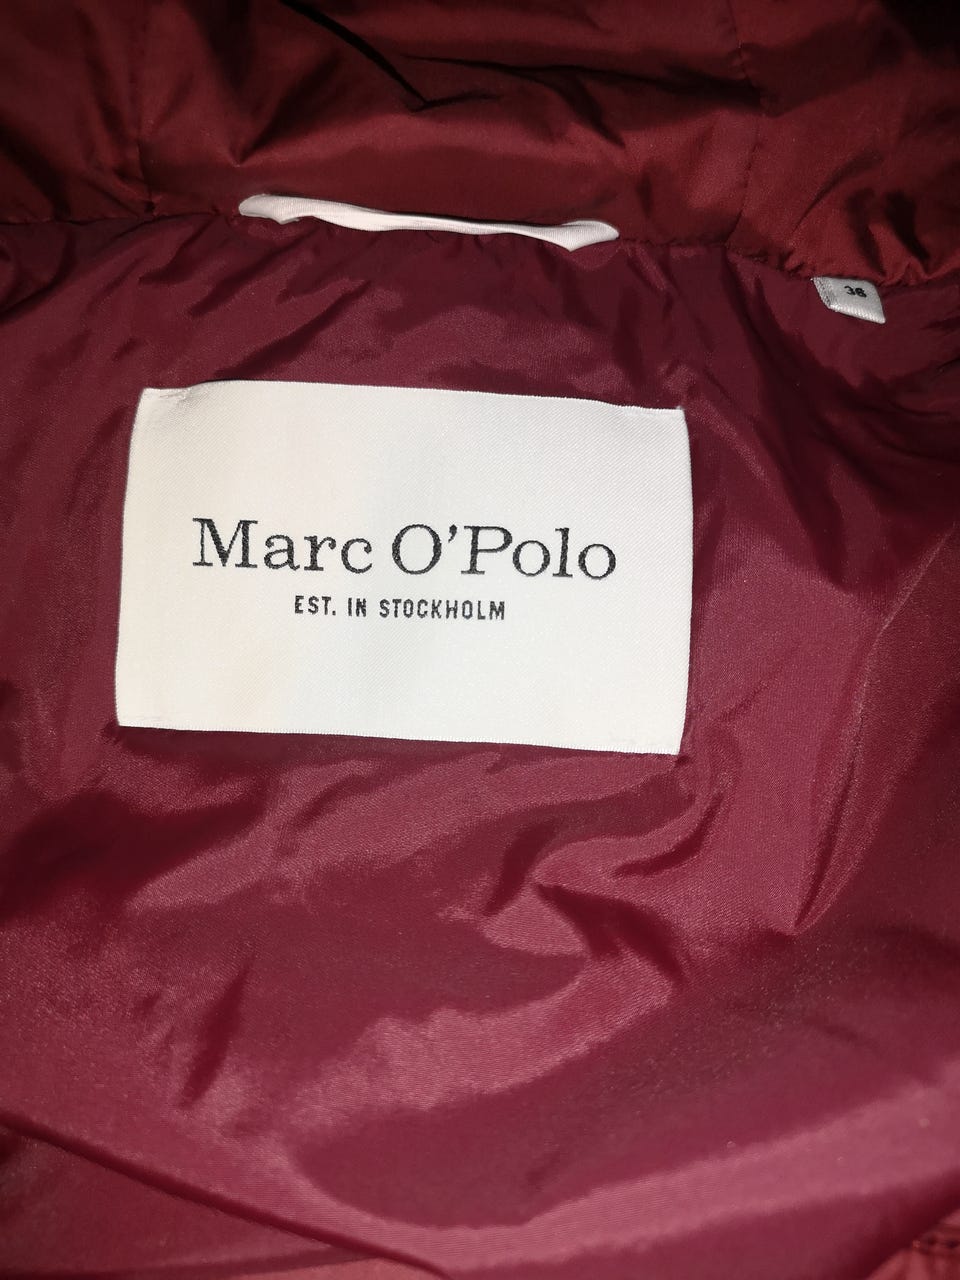 36
Marc O'Polo
EST. IN STOCKHOLM